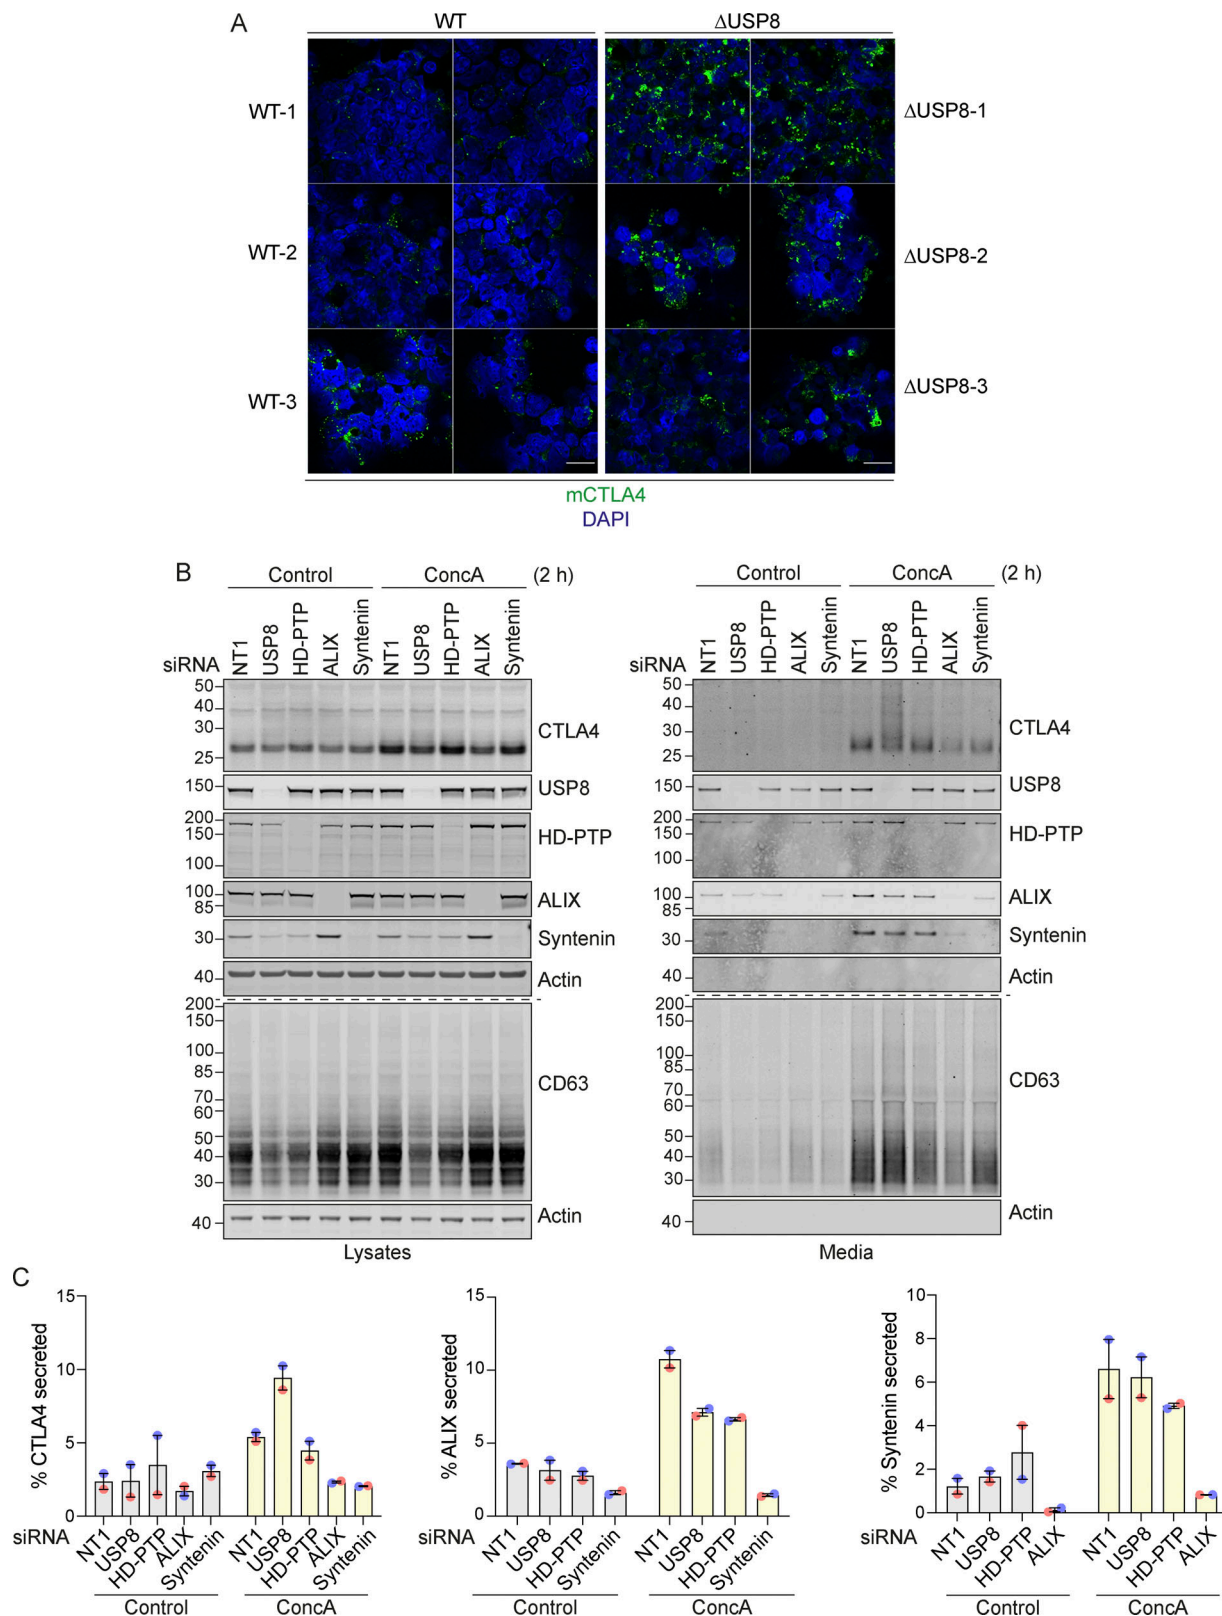 A
WT
ΔUSP8
WT-1
ΔUSP8-1
WT-2
ΔUSP8-2
WT-3
ΔUSP8-3
mCTLA4
DAPI
B
Control
ConcA
(2 h)
siRNA
NT1
USP8
HD-PTP
ALIX
Syntenin
NT1
USP8
HD-PTP
ALIX
Syntenin
50
40
30
25
CTLA4
150
USP8
200
150
100
HD-PTP
100
85
ALIX
30
Syntenin
40
Actin
200
150
100
85
70
60
50
40
30
CD63
40
Actin
Lysates
Control
ConcA
(2 h)
siRNA
NT1
USP8
HD-PTP
ALIX
Syntenin
NT1
USP8
HD-PTP
ALIX
Syntenin
50
40
30
25
CTLA4
150
USP8
200
150
100
HD-PTP
100
85
ALIX
30
Syntenin
40
Actin
200
150
100
85
70
60
50
40
30
CD63
40
Actin
Media
C
% CTLA4 secreted
15
10
5
0
siRNA
NT1
USP8
HD-PTP
ALIX
Syntenin
NT1
USP8
HD-PTP
ALIX
Syntenin
Control
ConcA
% ALIX secreted
15
10
5
0
siRNA
NT1
USP8
HD-PTP
Syntenin
NT1
USP8
HD-PTP
Syntenin
Control
ConcA
% Syntenin secreted
10
8
6
4
2
0
siRNA
NT1
USP8
HD-PTP
ALIX
NT1
USP8
HD-PTP
ALIX
Control
ConcA